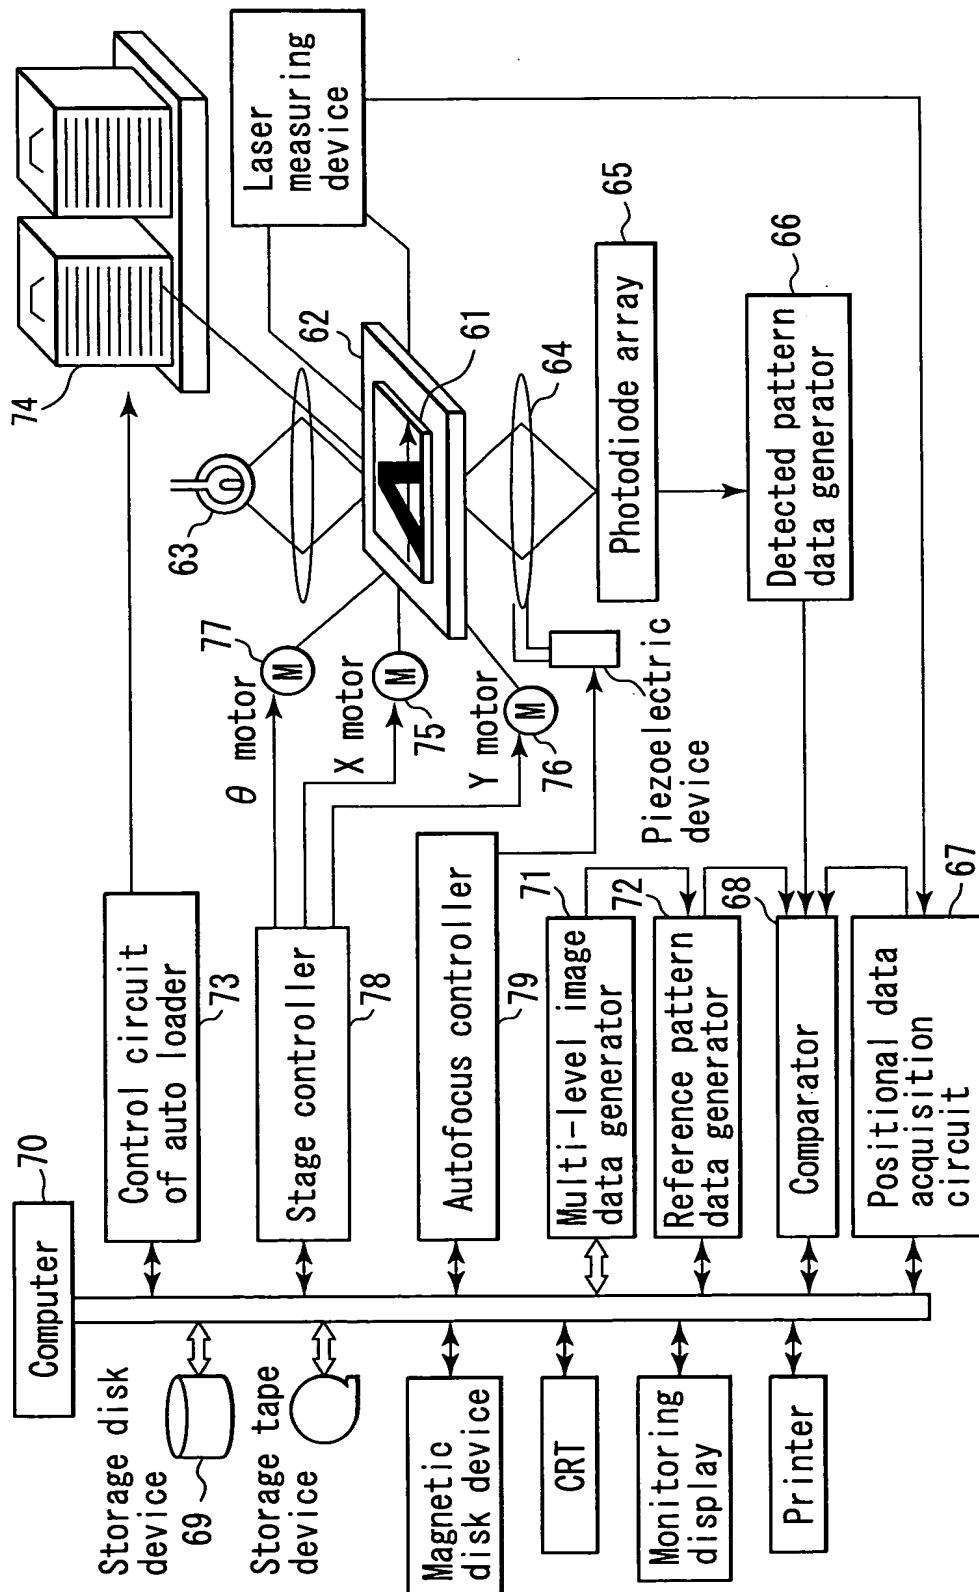 Computer
70
Storage disk
device
69
Storage tape
device
Magnetic
disk device
CRT
Monitoring
display
Printer
Control circuit
of auto loader
73
Stage controller
78
Autofocus controller
79
Multi-level image
data generator
71
Reference pattern
data generator
72
Comparator
68
Positional data
acquisition
circuit
67
74
63
θ motor
77
M
X motor
75
M
Y motor
76
M
Piezoelectric
device
62
61
64
Laser
measuring
device
Photodiode array
65
Detected pattern
data generator
66
A